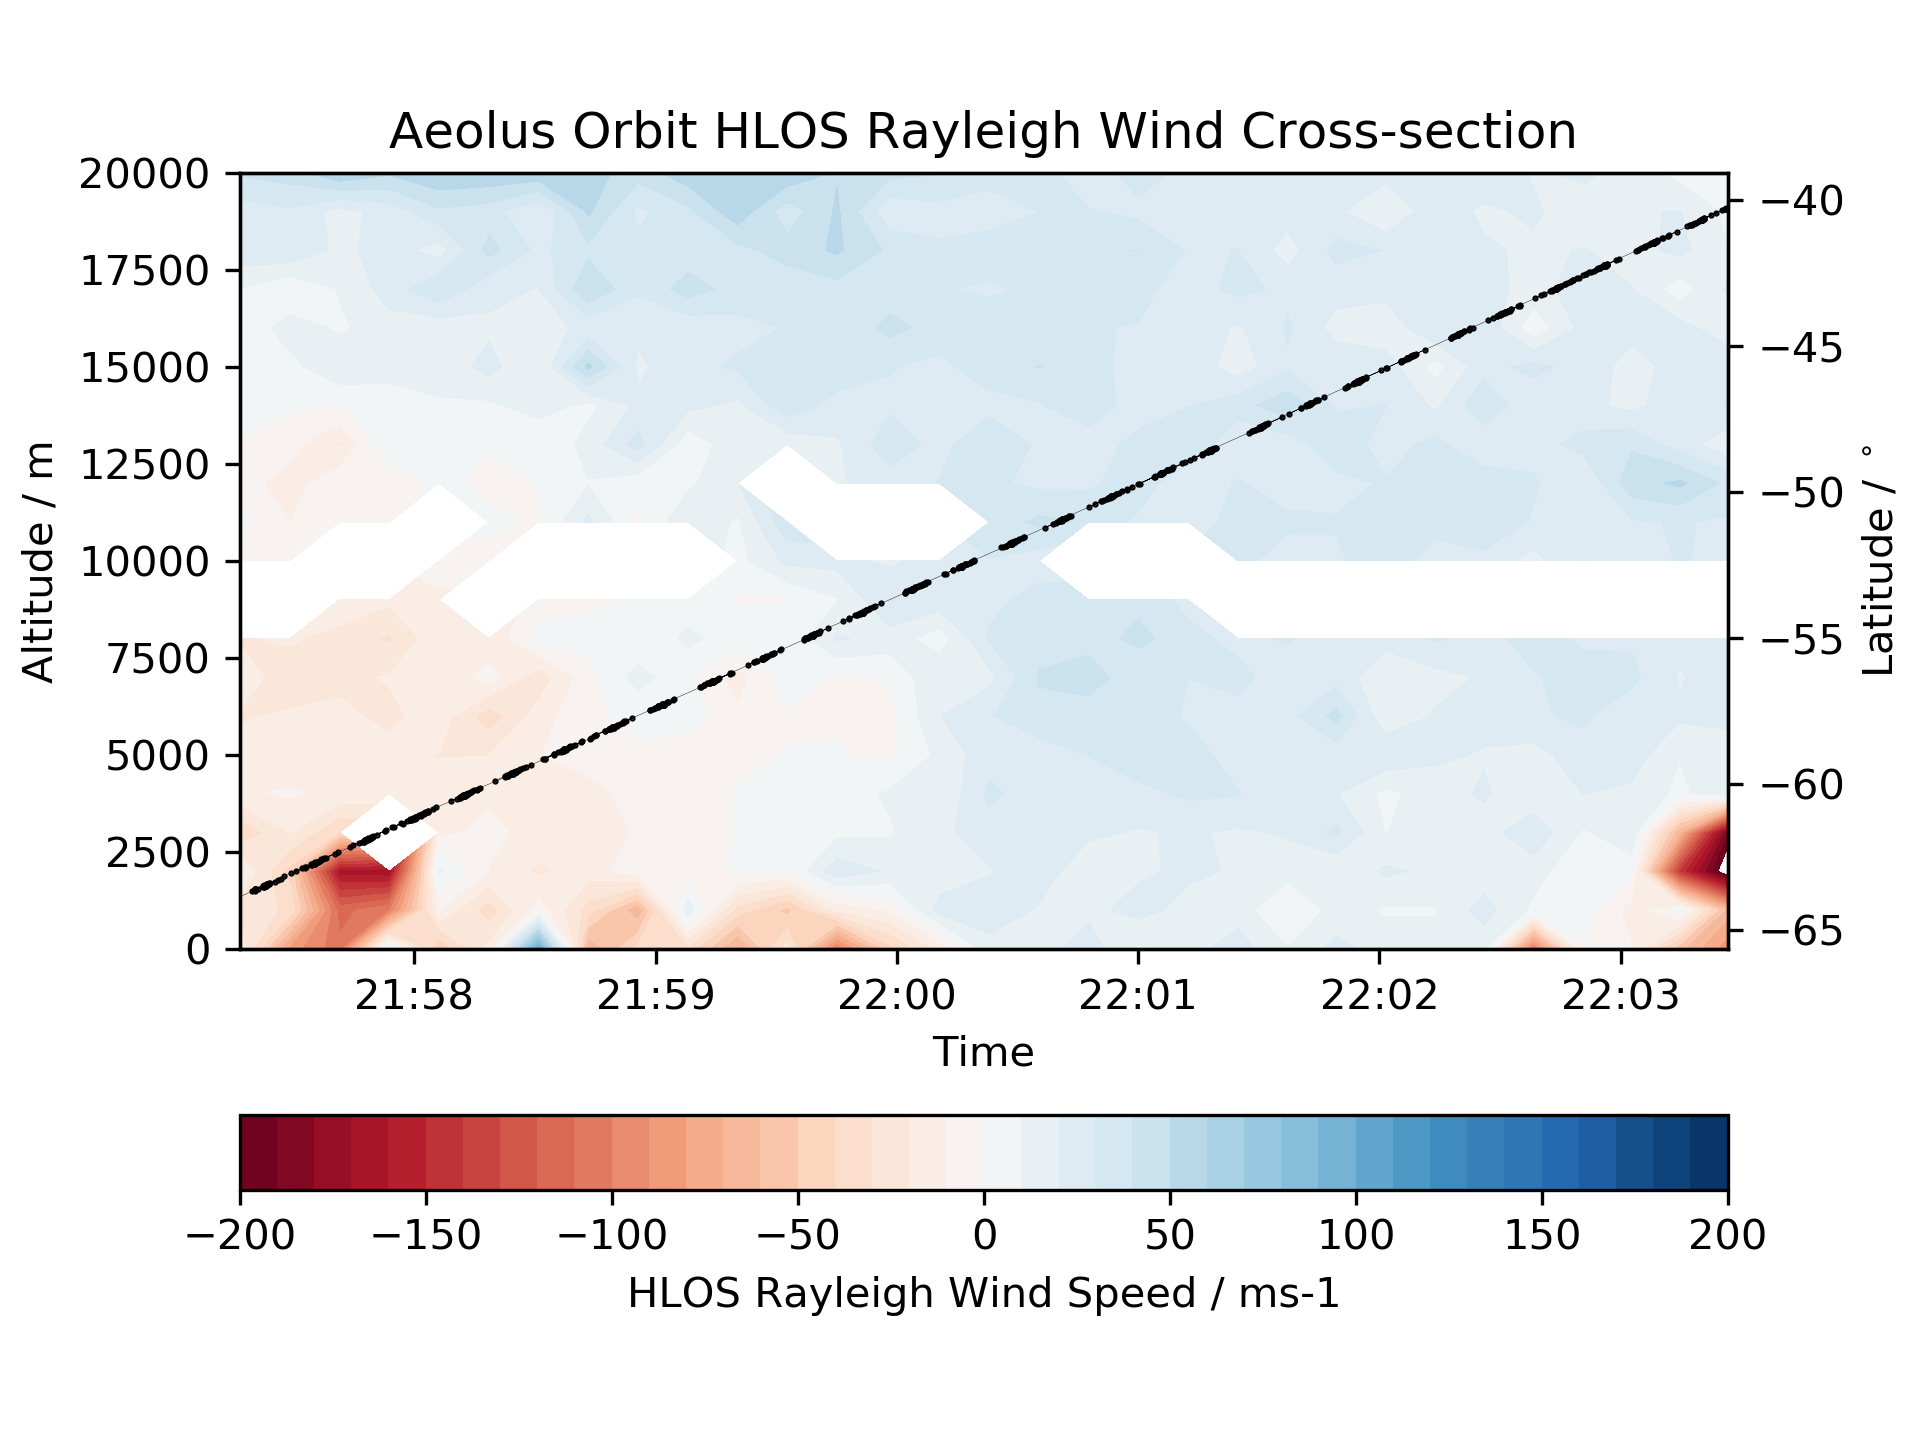 Aeolus Orbit HLOS Rayleigh Wind Cross-section
20000
17500
15000
12500
10000
7500
5000
2500
0
Altitude / m
−40
−45
−50
−55
−60
−65
Latitude / °
21:58 21:59 22:00 22:01 22:02 22:03
Time
−200 −150 −100 −50 0 50 100 150 200
HLOS Rayleigh Wind Speed / ms-1